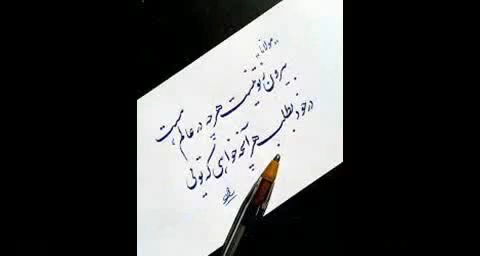 "مولانا"
بیرون ز تو نیست هرچه در عالم هست
در خود بطلب هر آنچه خواهی که تویی